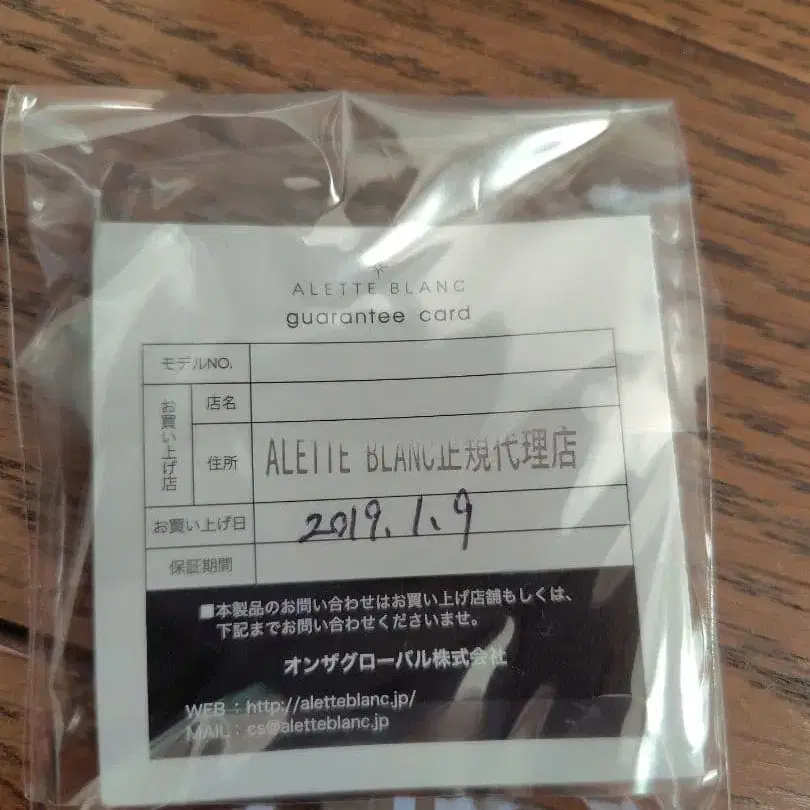 ALETTE BLANC
guarantee card
モデルNO.
お買い上げ店
店名
住所
ALETTE BLANC正規代理店
お買い上げ日
2019.1.9
保証期間
■本製品のお問い合わせはお買い上げ店舗もしくは、
下記までお問い合わせくださいませ。
オンザグローバル株式会社
WEB：http://aletteblanc.jp/
MAIL：cs@aletteblanc.jp